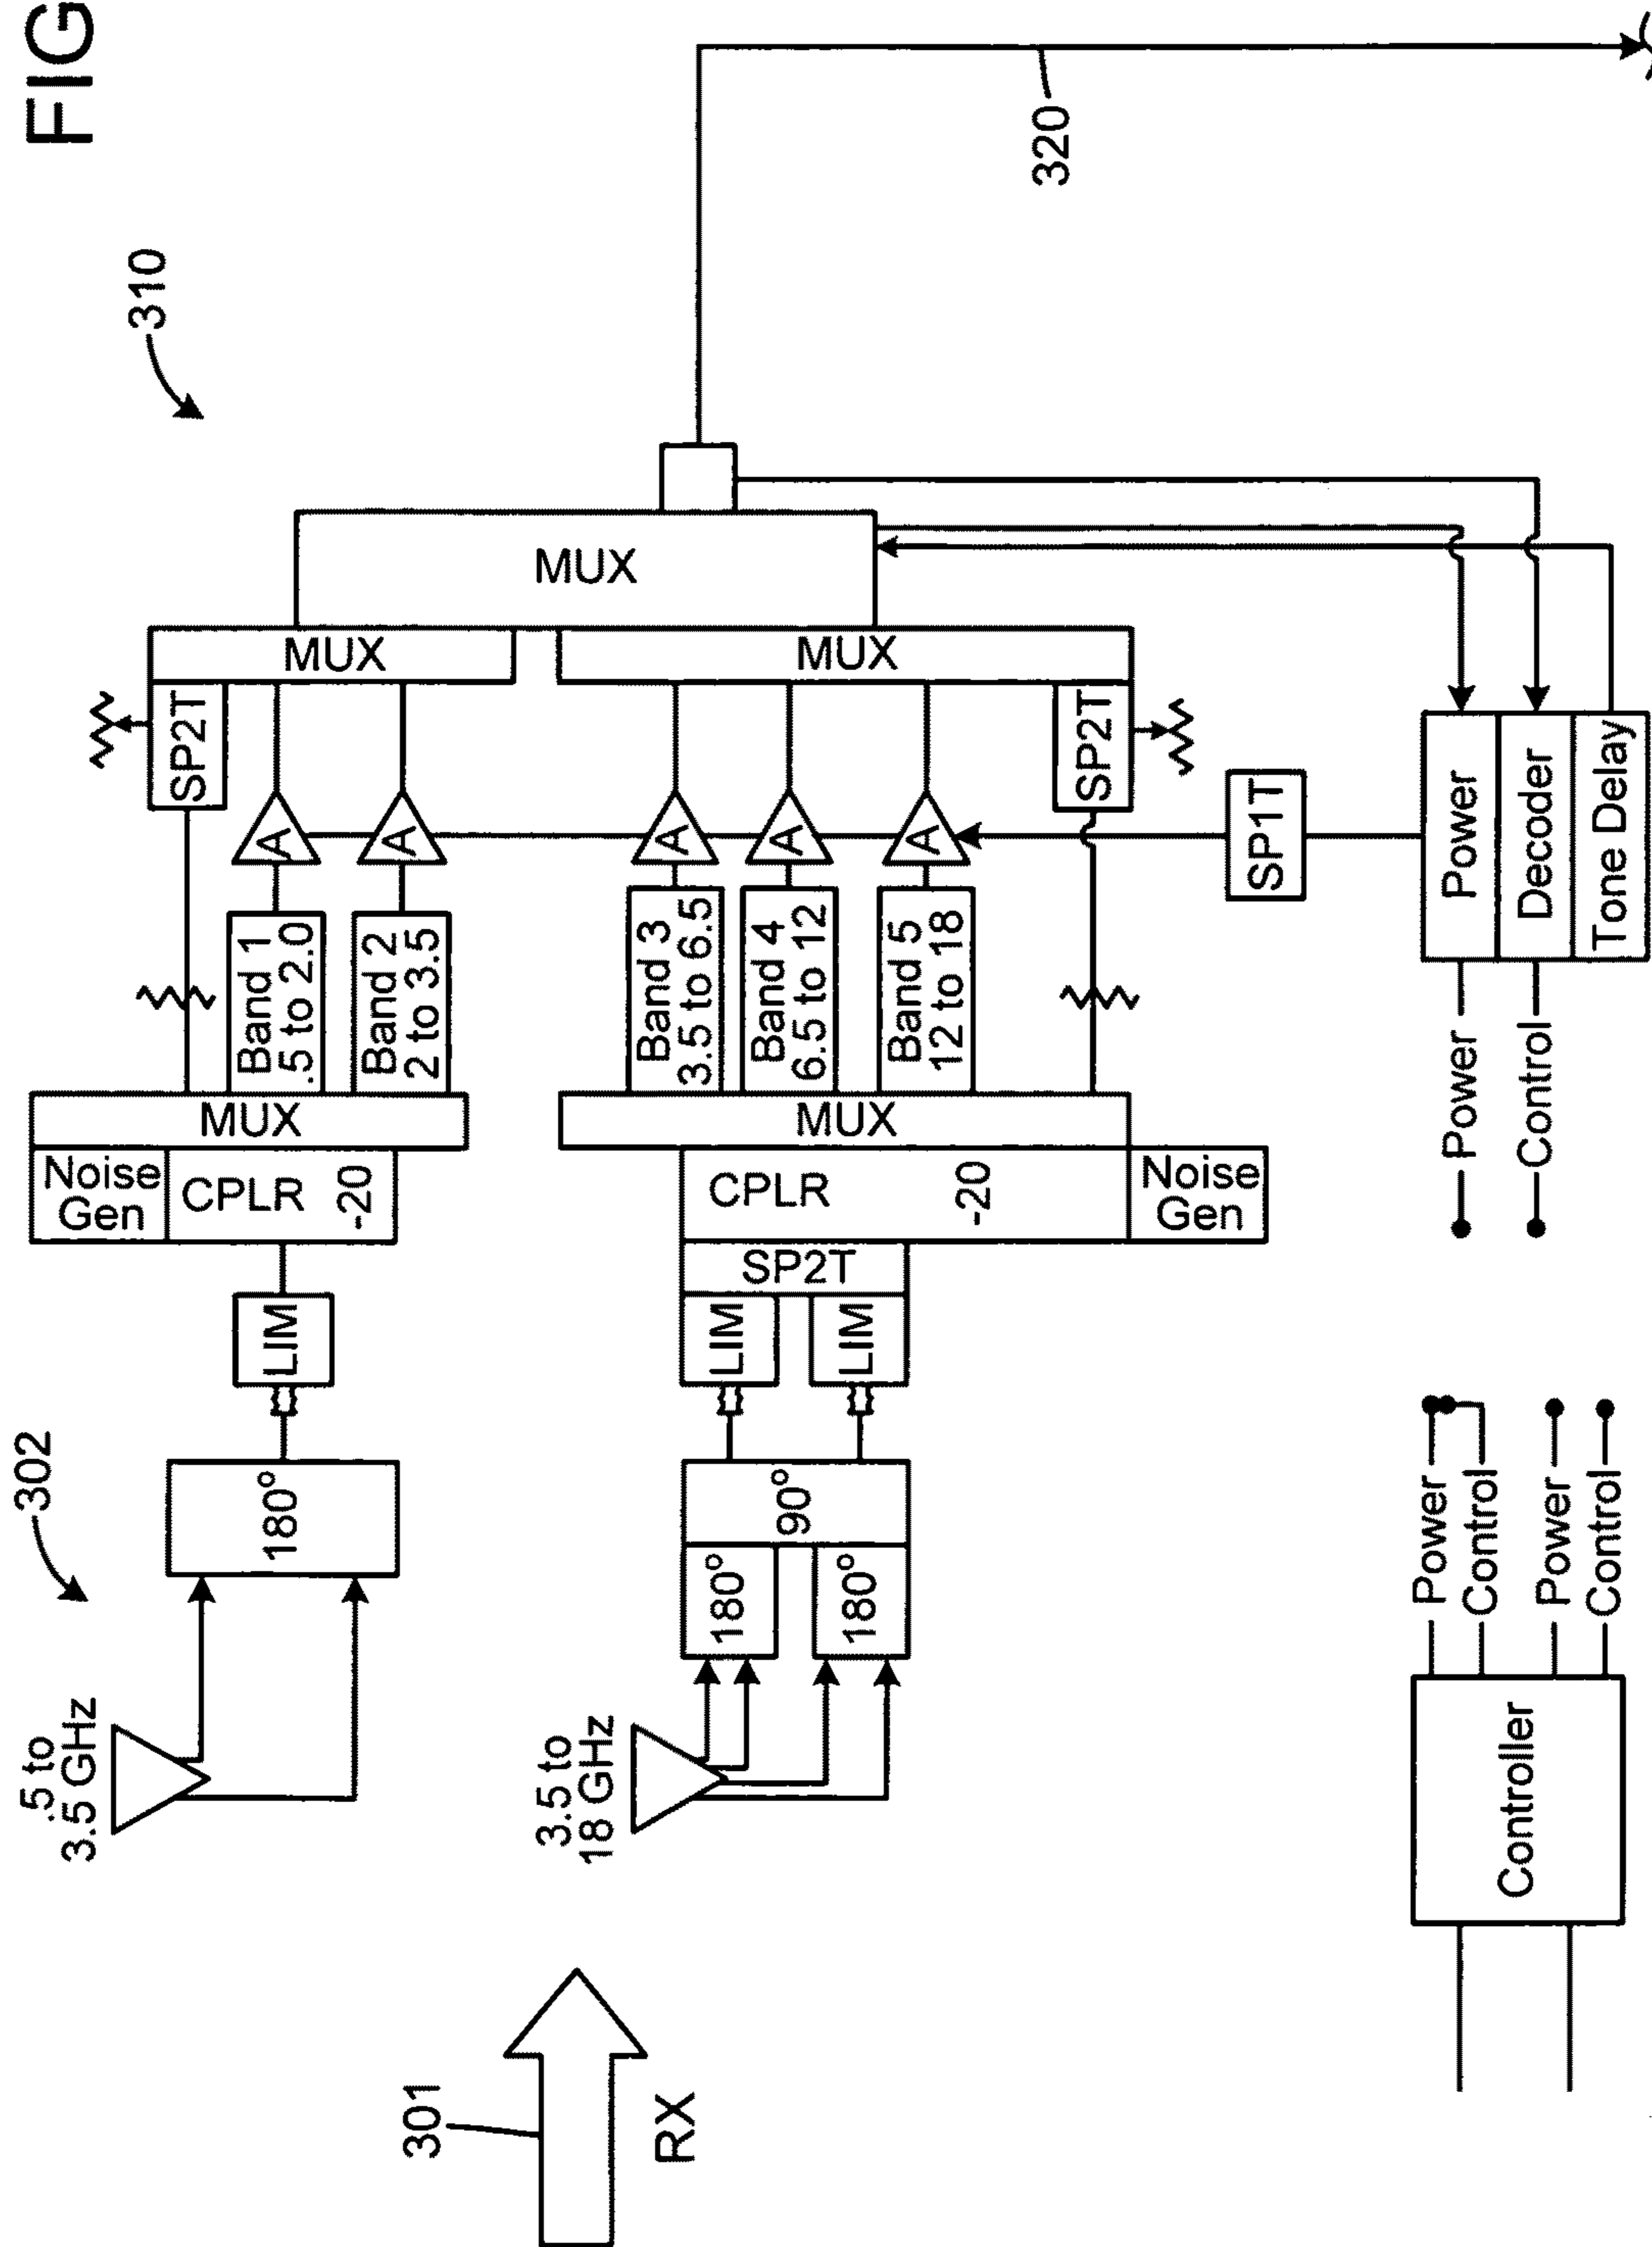 FIG
310
302
.5 to
3.5 GHz
180°
LIM
Noise
Gen
CPLR
-20
MUX
Band 1
.5 to 2.0
Band 2
2 to 3.5
A
A
SP2T
MUX
MUX
320
301
RX
3.5 to
18 GHz
180°
180°
90°
LIM
LIM
SP2T
CPLR
-20
Noise
Gen
MUX
Band 3
3.5 to 6.5
Band 4
6.5 to 12
Band 5
12 to 18
A
A
A
SP2T
MUX
SP1T
Controller
Power
Control
Power
Control
Power
Control
Power
Decoder
Tone Delay